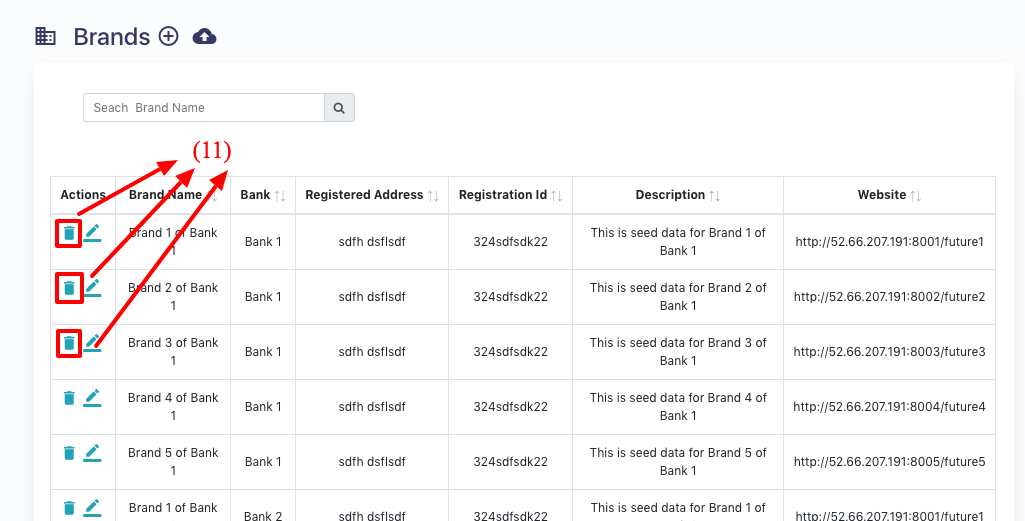 Brands
Seach Brand Name
(11)
Actions Brand Name Bank Registered Address Registration Id Description Website
Brand 1 of Bank 1 Bank 1 sdfh dsflsdf 324sdfsdk22 This is seed data for Brand 1 of Bank 1 http://52.66.207.191:8001/future1
Brand 2 of Bank 1 Bank 1 sdfh dsflsdf 324sdfsdk22 This is seed data for Brand 2 of Bank 1 http://52.66.207.191:8002/future2
Brand 3 of Bank 1 Bank 1 sdfh dsflsdf 324sdfsdk22 This is seed data for Brand 3 of Bank 1 http://52.66.207.191:8003/future3
Brand 4 of Bank 1 Bank 1 sdfh dsflsdf 324sdfsdk22 This is seed data for Brand 4 of Bank 1 http://52.66.207.191:8004/future4
Brand 5 of Bank 1 Bank 1 sdfh dsflsdf 324sdfsdk22 This is seed data for Brand 5 of Bank 1 http://52.66.207.191:8005/future5
Brand 1 of Bank Bank 2 sdfh dsflsdf 324sdfsdk22 This is seed data for Brand 1 of http://52.66.207.191:8001/future1